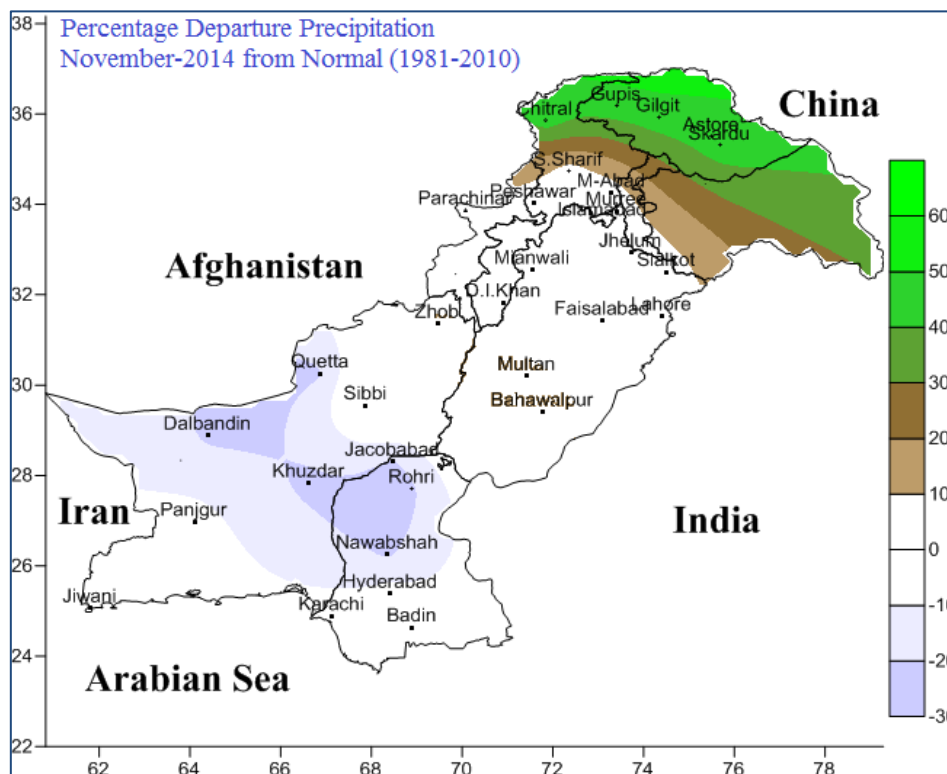 Percentage Departure Precipitation
November-2014 from Normal (1981-2010)
38
36
34
32
30
28
26
24
22
62
64
66
68
70
72
74
76
78
China
Afghanistan
Iran
India
Arabian Sea
Chitral
Gupis
Gilgit
Astore
Skardu
S.Sharif
M-Abad
Parachinar
Peshawar
Murree
Islamabad
Jhelum
Mianwali
Sialkot
D.I.Khan
Zhob
Faisalabad
Lahore
Quetta
Multan
Sibbi
Bahawalpur
Dalbandin
Jacobabad
Khuzdar
Rohri
Panjgur
Nawabshah
Hyderabad
Jiwani
Karachi
Badin
60
50
40
30
20
10
0
-10
-20
-30